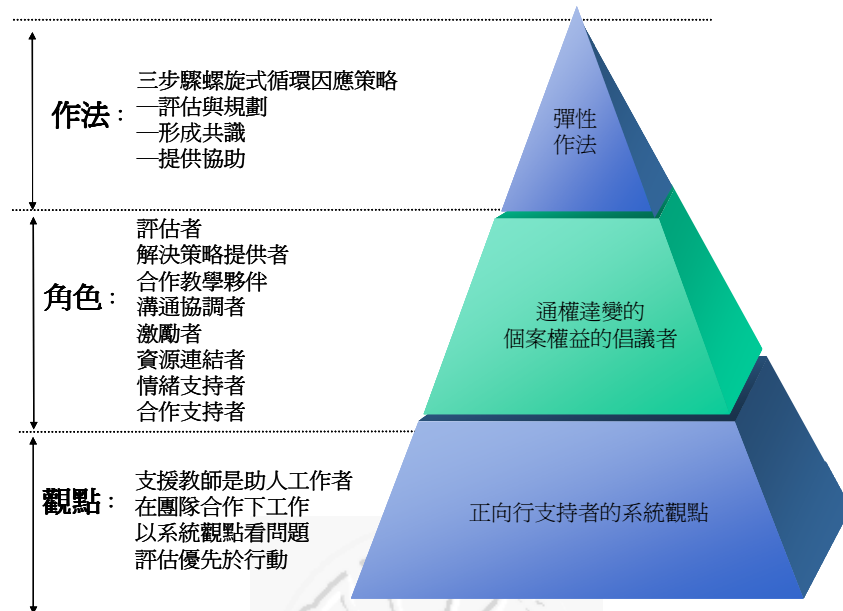 作法：
三步驟螺旋式循環因應策略
—評估與規劃
—形成共識
—提供協助
彈性
作法
角色：
評估者
解決策略提供者
合作教學夥伴
溝通協調者
激勵者
資源連結者
情緒支持者
合作支持者
通權達變的
個案權益的倡議者
觀點：
支援教師是助人工作者
在團隊合作下工作
以系統觀點看問題
評估優先於行動
正向行支持者的系統觀點